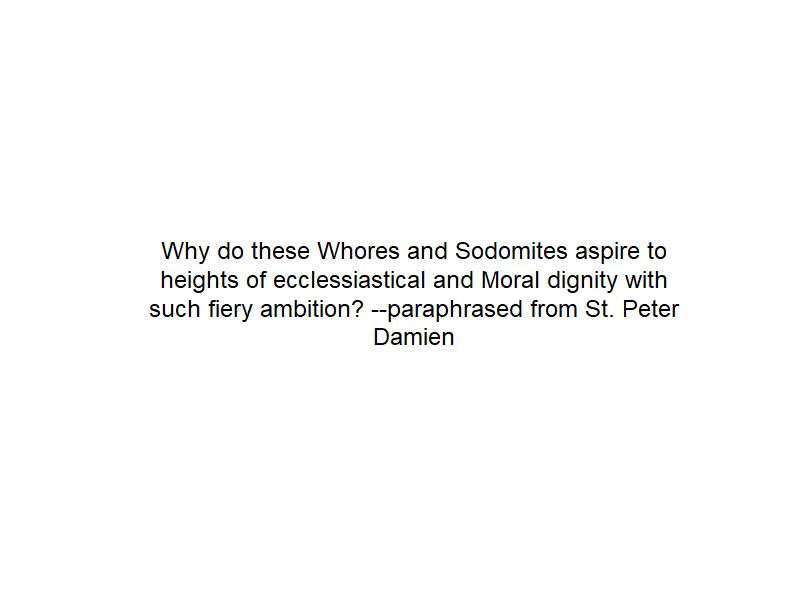 Why do these Whores and Sodomites aspire to
heights of ecclessiastical and Moral dignity with
such fiery ambition? --paraphrased from St. Peter
Damien